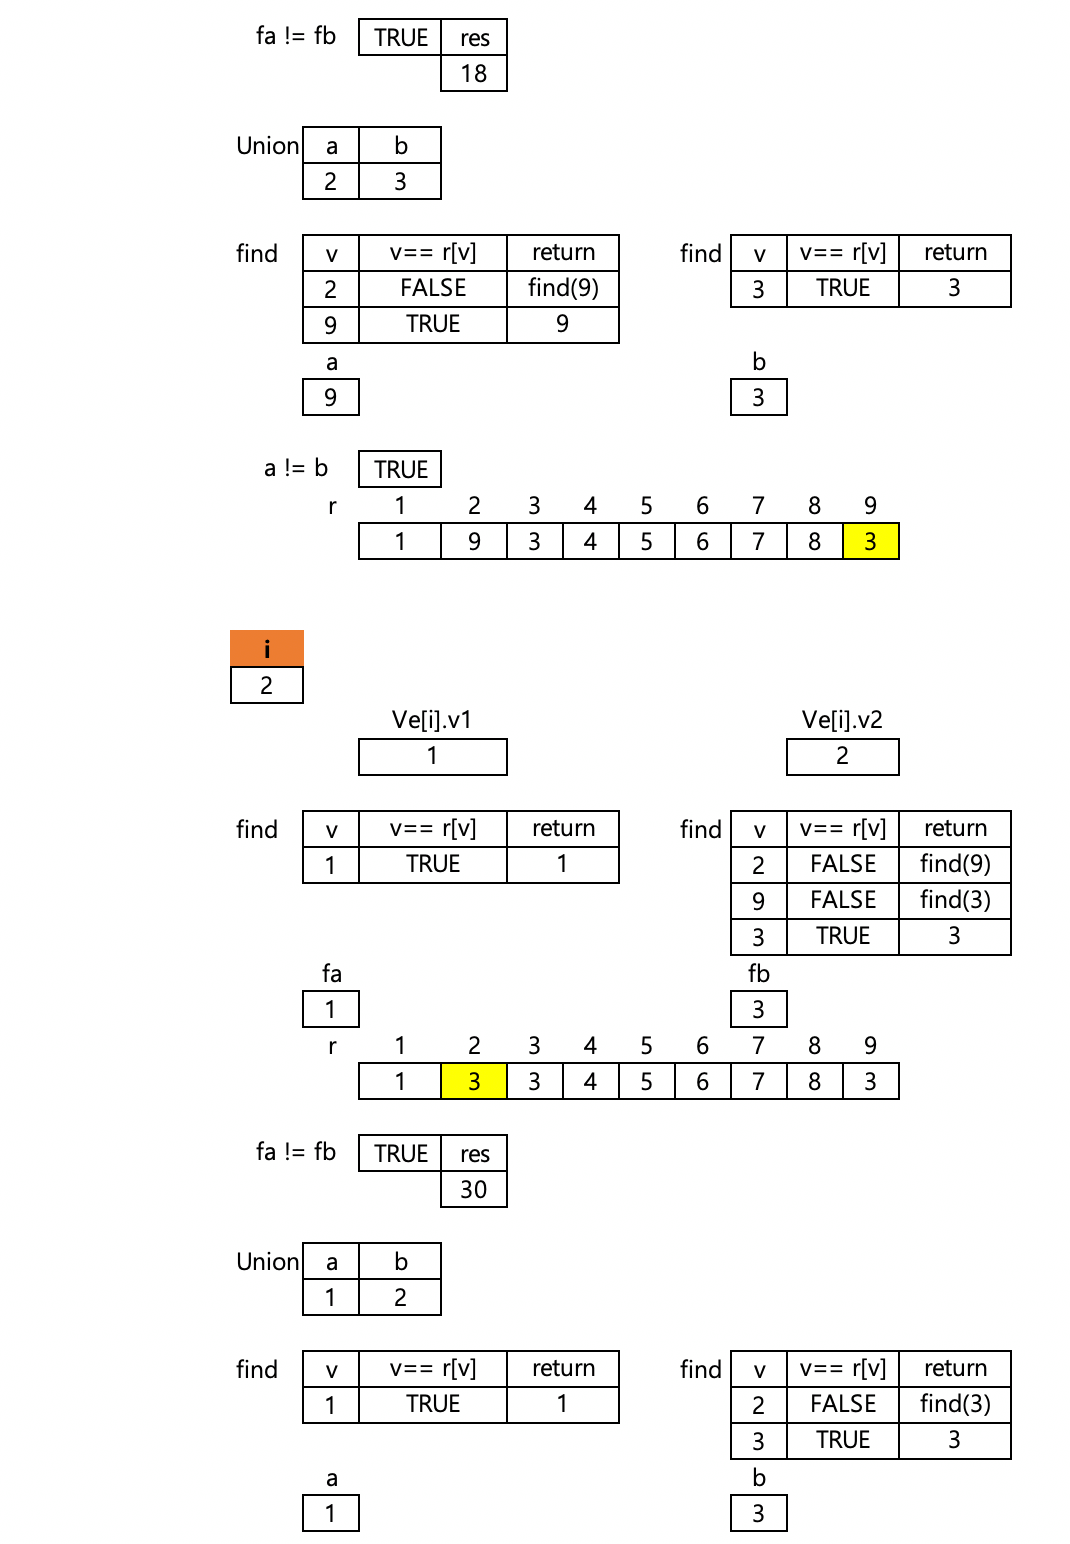 fa != fb TRUE res
18
Union a b
2 3
find v v== r[v] return find v v== r[v] return
2 FALSE find(9) 3 TRUE 3
9 TRUE 9
a b
9 3
a != b TRUE
r 1 2 3 4 5 6 7 8 9
1 9 3 4 5 6 7 8 3
i
2
Ve[i].v1 Ve[i].v2
1 2
find v v== r[v] return find v v== r[v] return
1 TRUE 1 2 FALSE find(9)
9 FALSE find(3)
3 TRUE 3
fa fb
1 3
r 1 2 3 4 5 6 7 8 9
1 3 3 4 5 6 7 8 3
fa != fb TRUE res
30
Union a b
1 2
find v v== r[v] return find v v== r[v] return
1 TRUE 1 2 FALSE find(3)
3 TRUE 3
a b
1 3